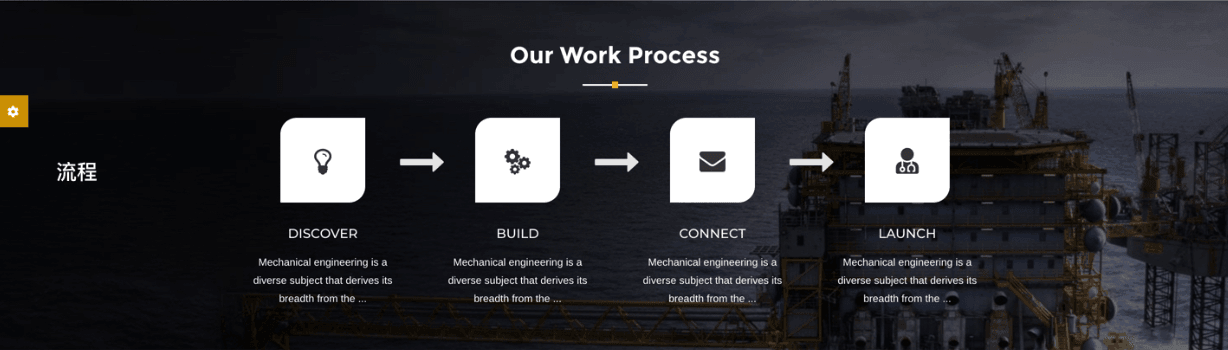 Our Work Process
流程
DISCOVER
Mechanical engineering is a
diverse subject that derives its
breadth from the ...
BUILD
Mechanical engineering is a
diverse subject that derives its
breadth from the ...
CONNECT
Mechanical engineering is a
diverse subject that derives its
breadth from the ...
LAUNCH
Mechanical engineering is a
diverse subject that derives its
breadth from the ...